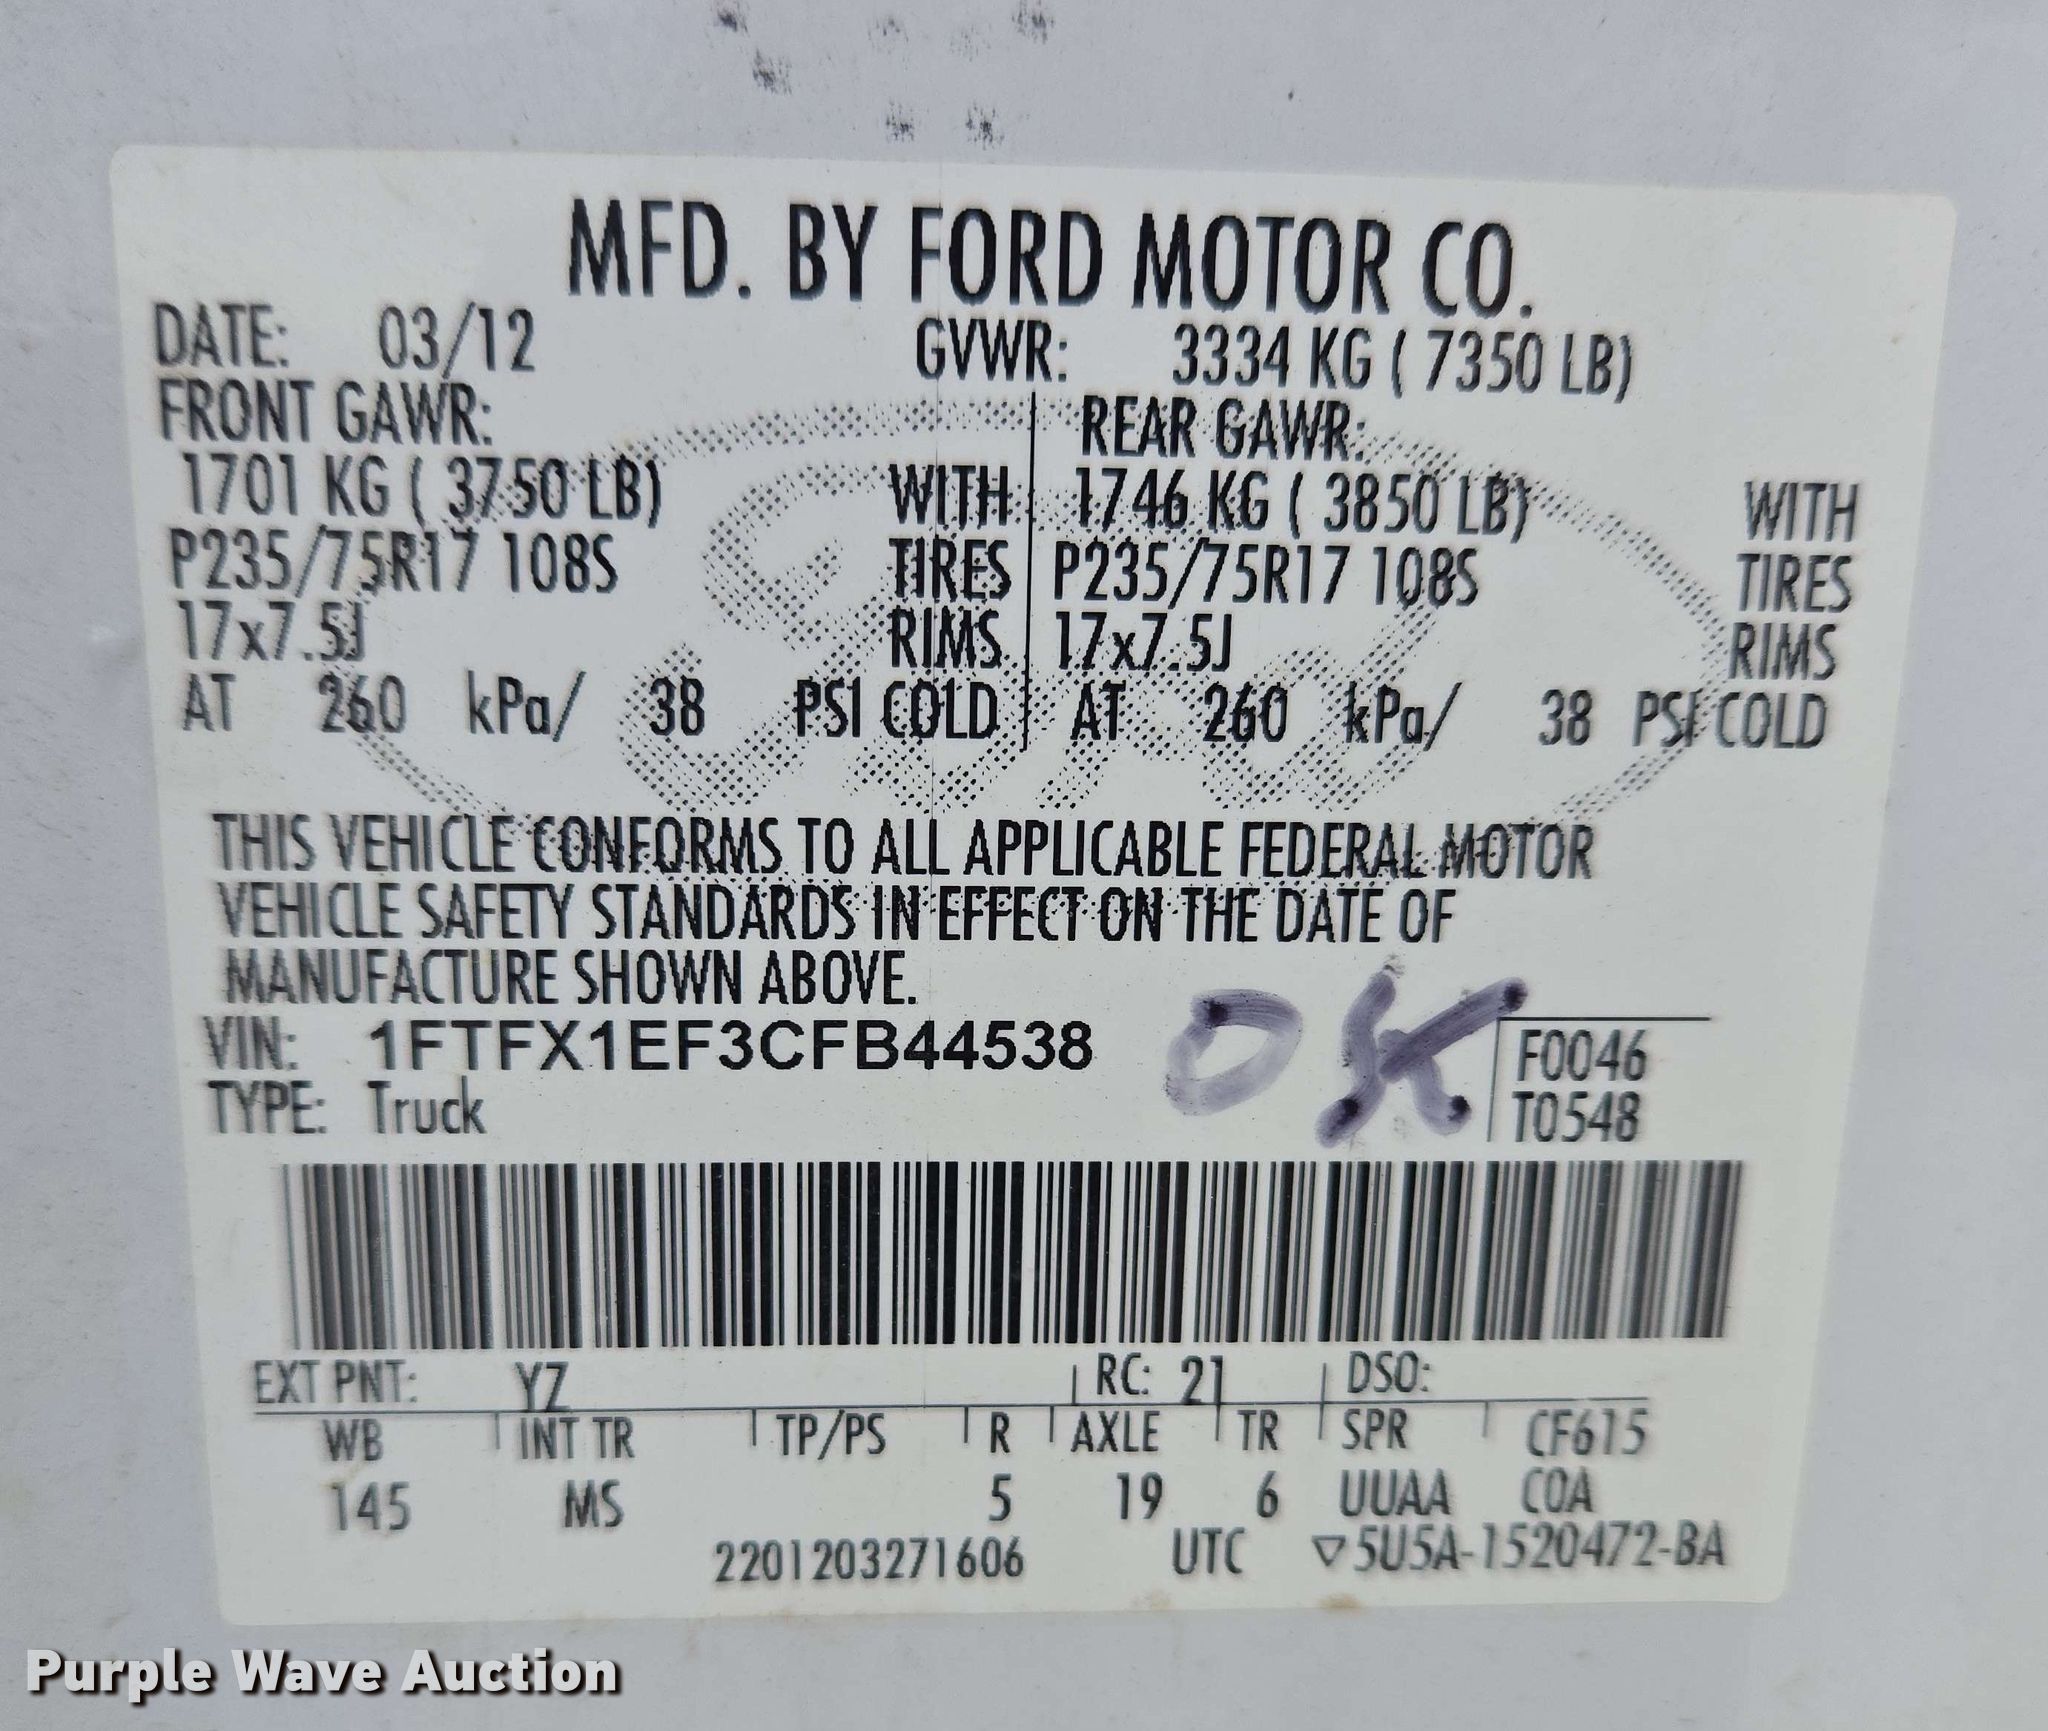 MFD. BY FORD MOTOR CO.
DATE: 03/12 GVWR: 3334 KG ( 7350 LB)
FRONT GAWR: REAR GAWR:
1701 KG ( 3750 LB) WITH 1746 KG ( 3850 LB) WITH
P235/75R17 108S TIRES P235/75R17 108S TIRES
17x7.5J RIMS 17x7.5J RIMS
AT 260 kPa/ 38 PSI COLD AT 260 kPa/ 38 PSI COLD
THIS VEHICLE CONFORMS TO ALL APPLICABLE FEDERAL MOTOR
VEHICLE SAFETY STANDARDS IN EFFECT ON THE DATE OF
MANUFACTURE SHOWN ABOVE.
VIN: 1FTFX1EF3CFB44538 OK F0046
TYPE: Truck T0548
EXT PNT: YZ RC: 21 DSO:
WB INT TR TP/PS R AXLE TR SPR CF615
145 MS 5 19 6 UUAA COA
2201203271606 UTC ▽5U5A-1520472-BA
Purple Wave Auction